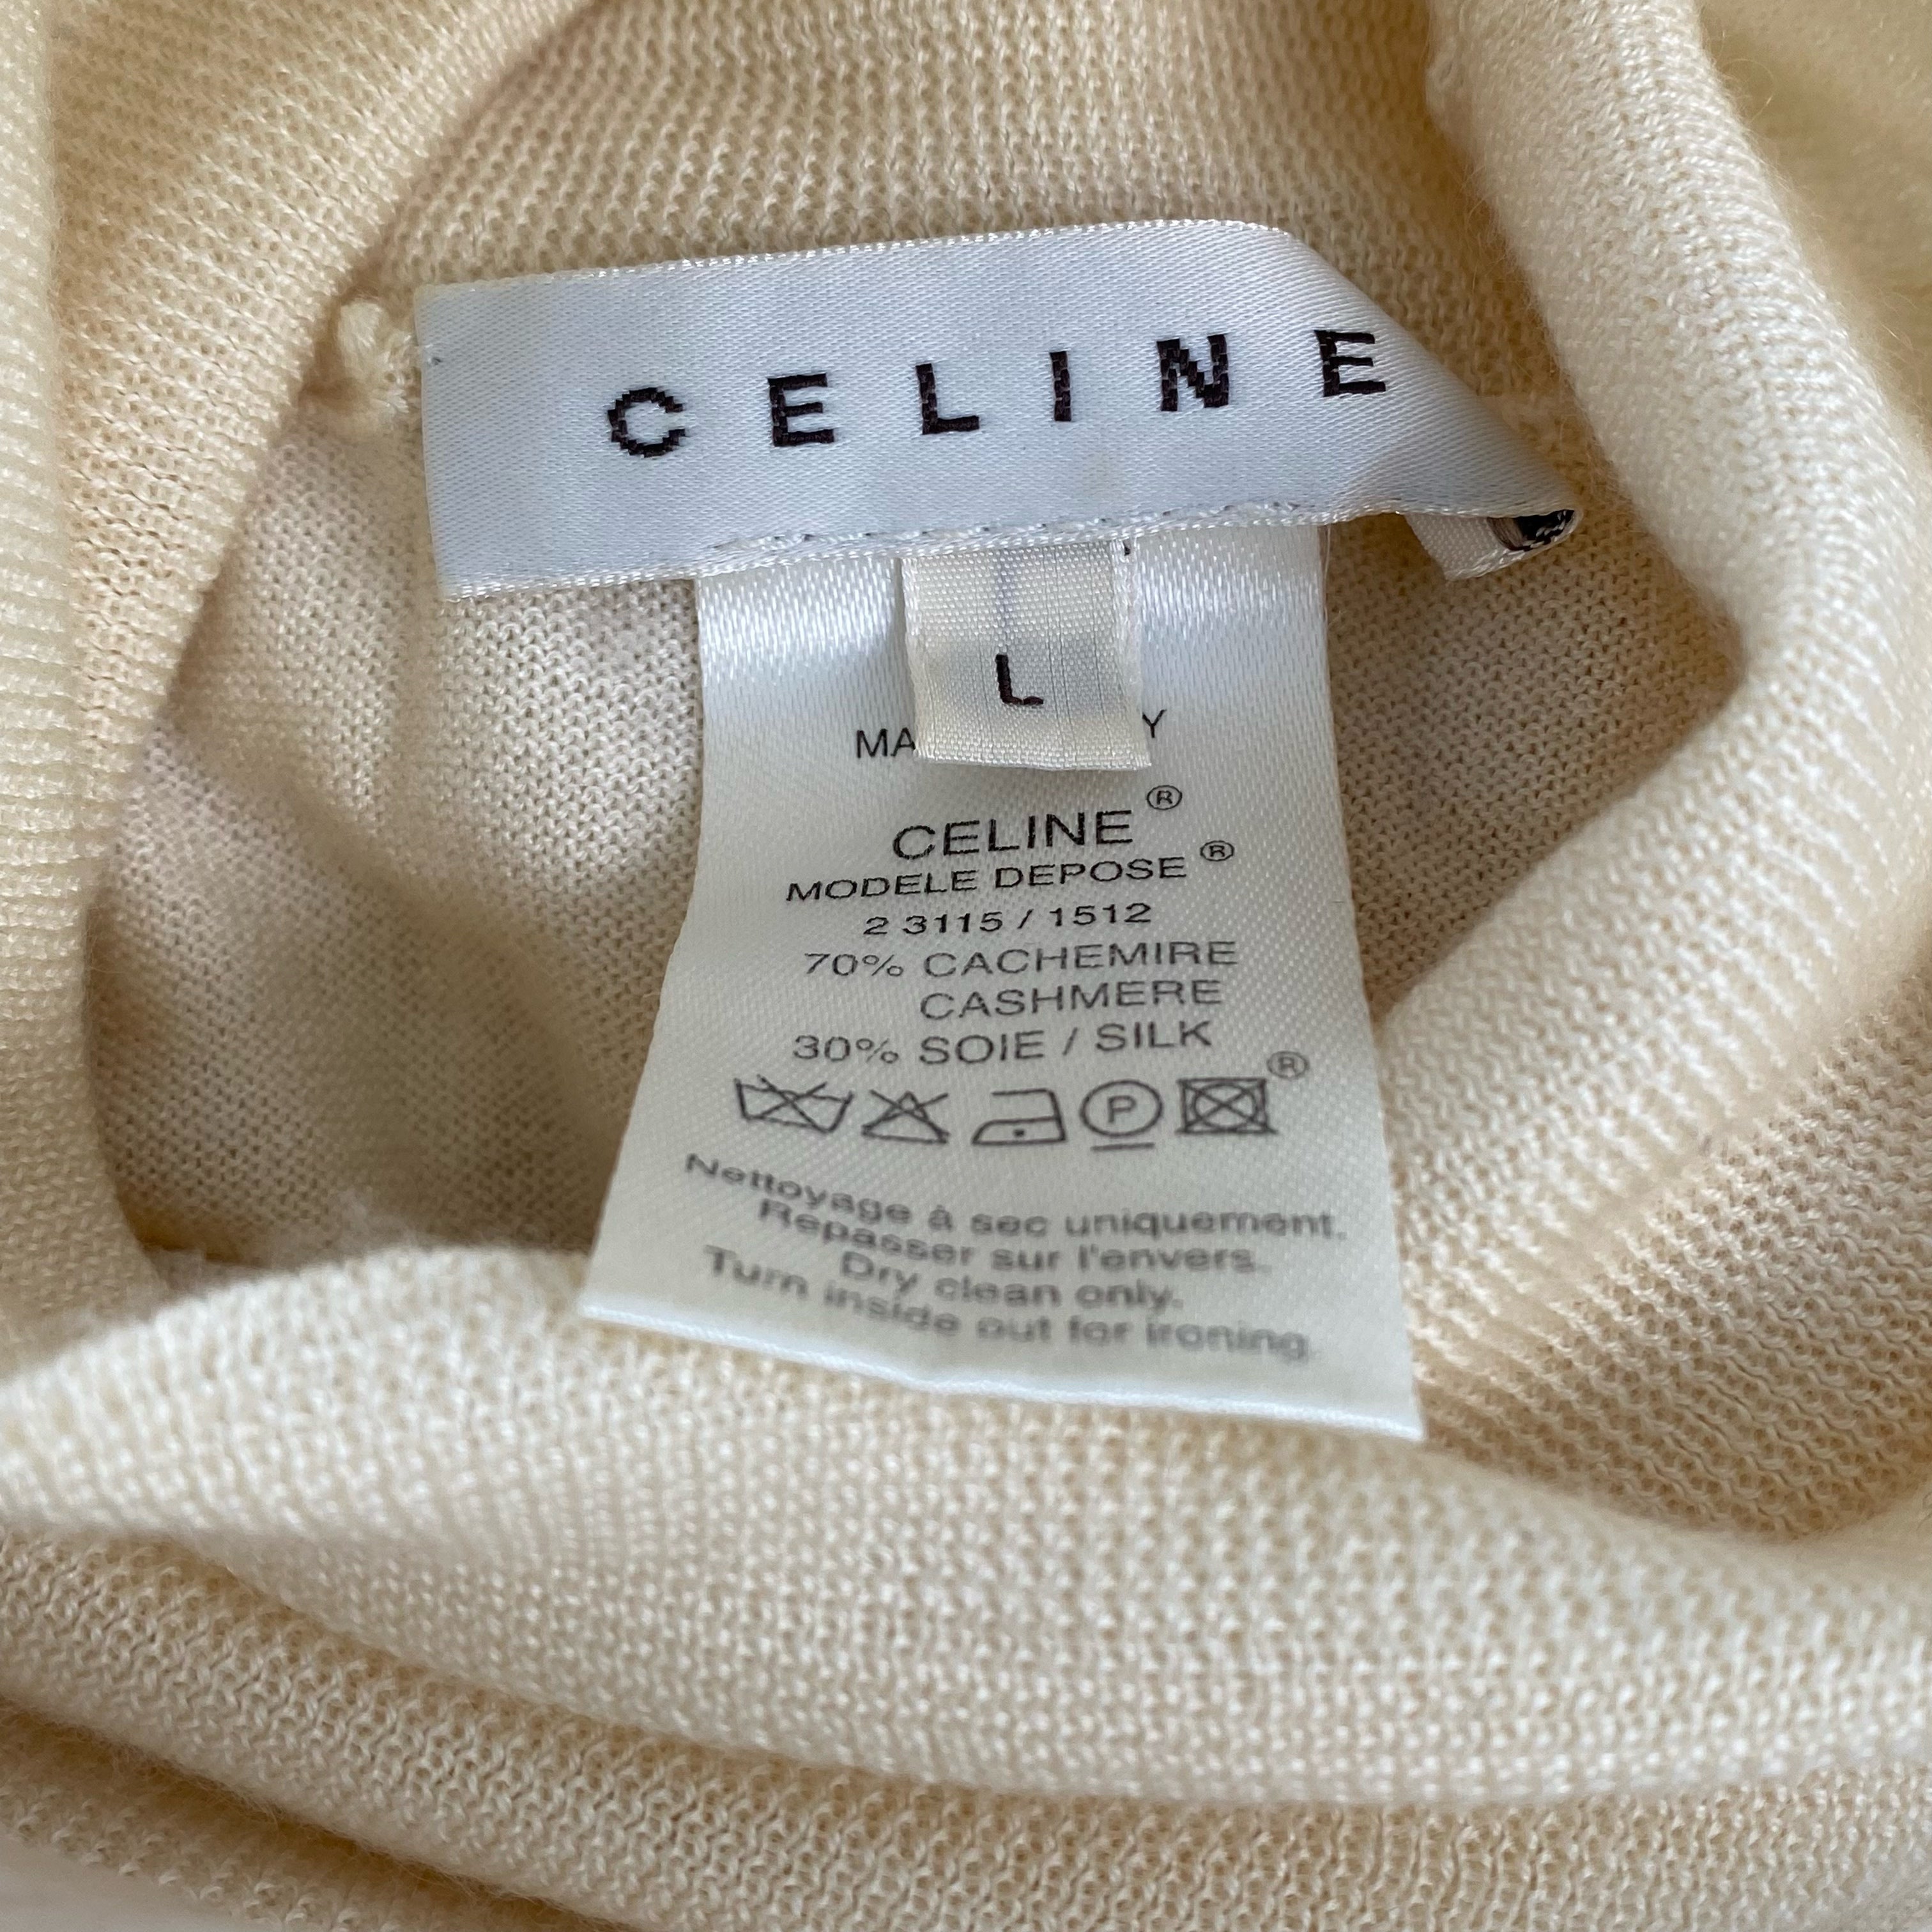 CELINE
L
CELINE ®
MODELE DEPOSE ®
2 3115 / 1512
70% CACHEMIRE
CASHMERE
30% SOIE / SILK
P ®
Nettoyage à sec uniquement.
Repasser sur l'envers.
Dry clean only.
Turn inside out for ironing